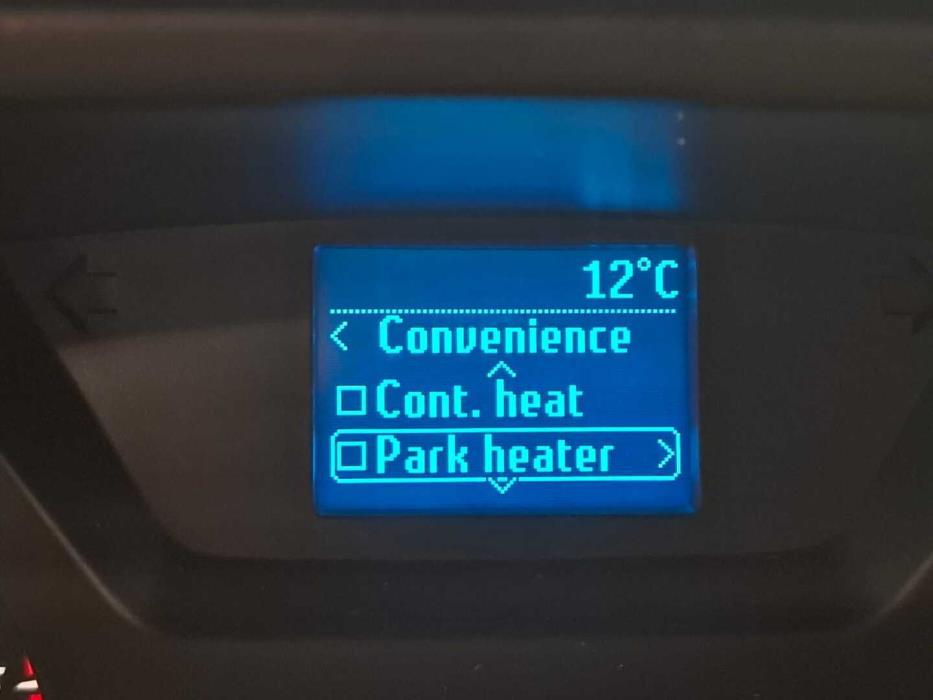 12°C
< Convenience
Cont. heat
Park heater >